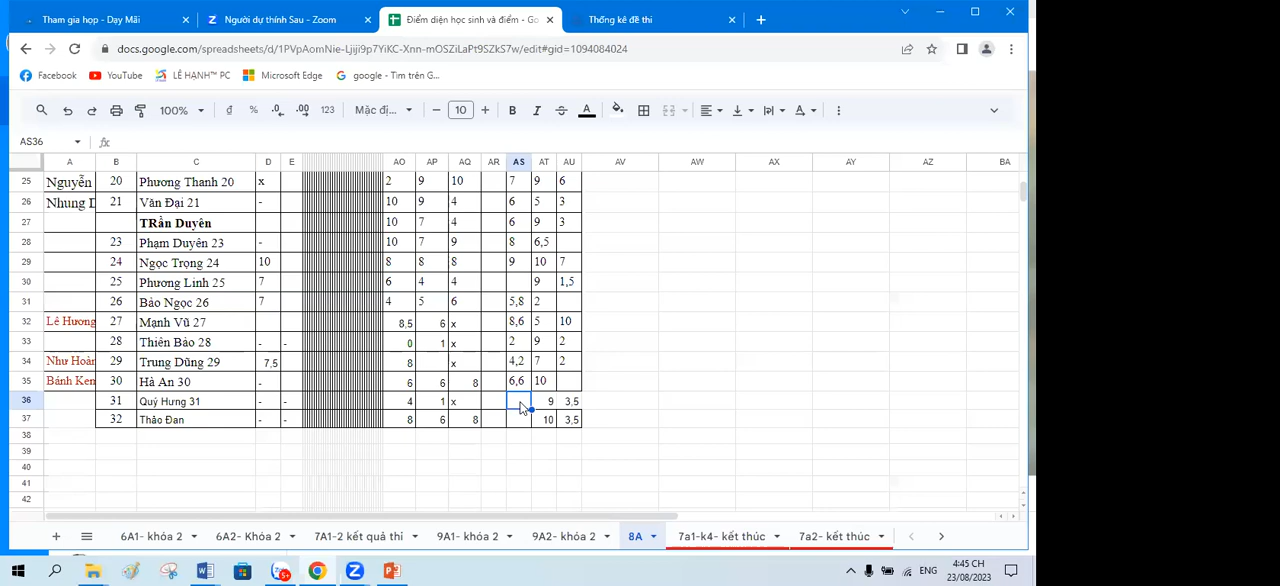 Tham gia họp - Dạy Mãi
Người dự thính Sau - Zoom
Điểm diện học sinh và điểm - Go
Thống kê đề thi
docs.google.com/spreadsheets/d/1PVpAomNie-Ljij9p7YiKC-Xnn-mOSZiLaPt9SZkS7w/edit#gid=1094084024
Facebook YouTube LÊ HẠNH™ PC Microsoft Edge google - Tìm trên G...
100% đ % .0 .00 123 Mặc đị... − 10 + B I S A
AS36 fx
A B C D E AO AP AQ AR AS AT AU AV AW AX AY AZ BA
25 Nguyễn 20 Phương Thanh 20 x 2 9 10 7 9 6
26 Nhung D 21 Văn Đại 21 - 10 9 4 6 5 3
27 TRần Duyên 10 7 4 6 9 3
28 23 Phạm Duyên 23 - 10 7 9 8 6,5
29 24 Ngọc Trọng 24 10 8 8 8 9 10 7
30 25 Phương Linh 25 7 6 4 4 9 1,5
31 26 Bảo Ngọc 26 7 4 5 6 5,8 2
32 Lê Hương 27 Mạnh Vũ 27 8,5 6 x 8,6 5 10
33 28 Thiên Bảo 28 - - 0 1 x 2 9 2
34 Như Hoàn 29 Trung Dũng 29 7,5 8 x 4,2 7 2
35 Bánh Kem 30 Hà An 30 - 6 6 8 6,6 10
36 31 Quý Hưng 31 - - 4 1 x 9 3,5
37 32 Thảo Đan - - 8 6 8 10 3,5
38
39
40
41
42
6A1- khóa 2 6A2- Khóa 2 7A1-2 kết quả thi 9A1- khóa 2 9A2- khóa 2 8A 7a1-k4- kết thúc 7a2- kết thúc
5+
ENG
4:45 CH
23/08/2023